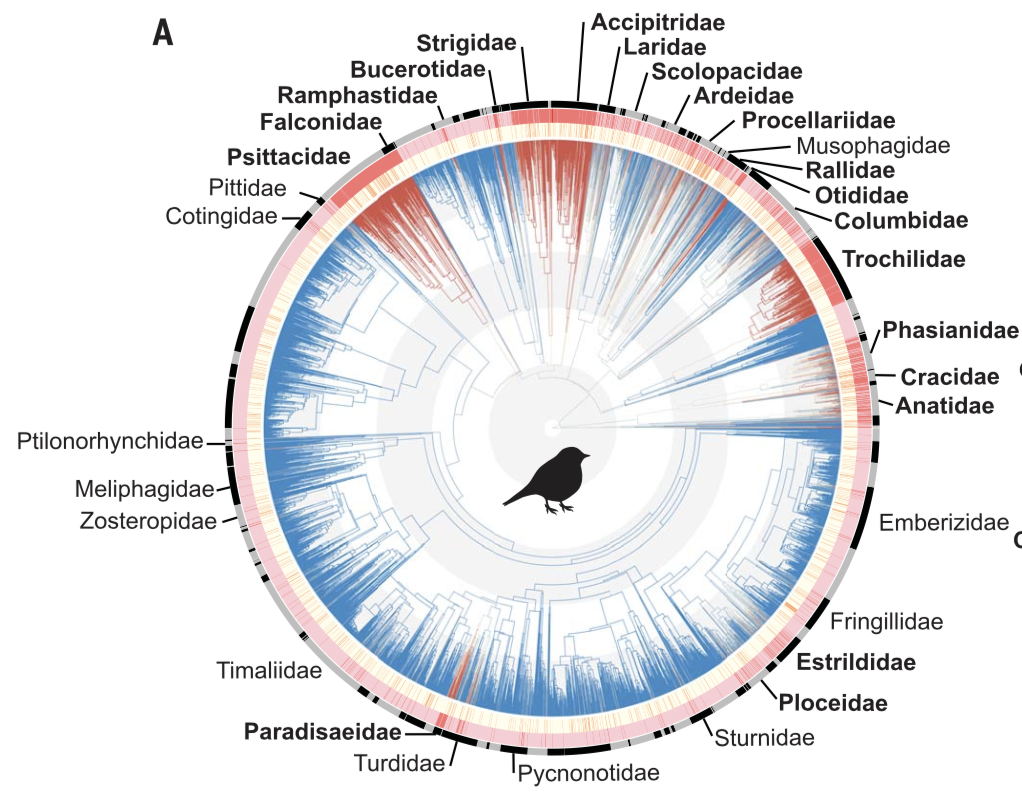 A
Accipitridae
Strigidae
Laridae
Bucerotidae
Scolopacidae
Ramphastidae
Ardeidae
Falconidae
Procellariidae
Musophagidae
Psittacidae
Rallidae
Pittidae
Otididae
Cotingidae
Columbidae
Trochilidae
Phasianidae
Cracidae
Anatidae
Ptilonorhynchidae
Meliphagidae
Zosteropidae
Emberizidae
Fringillidae
Estrildidae
Timaliidae
Ploceidae
Paradisaeidae
Sturnidae
Turdidae
Pycnonotidae